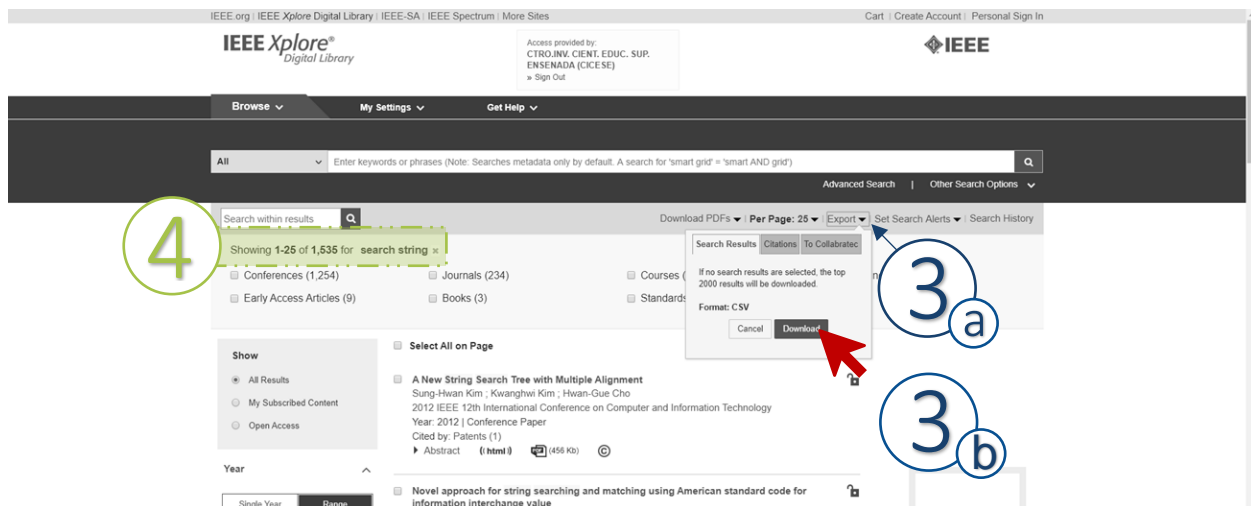 IEEE.org | IEEE Xplore Digital Library | IEEE-SA | IEEE Spectrum | More Sites
Cart | Create Account | Personal Sign In
IEEE Xplore®
Digital Library
Access provided by:
CTRO.INV. CIENT. EDUC. SUP.
ENSENADA (CICESE)
» Sign Out
IEEE
Browse
My Settings
Get Help
All
Enter keywords or phrases (Note: Searches metadata only by default. A search for 'smart grid' = 'smart AND grid')
Advanced Search | Other Search Options
4
Search within results
Download PDFs | Per Page: 25 | Export | Set Search Alerts | Search History
Showing 1-25 of 1,535 for search string ×
Search Results Citations To Collabratec
If no search results are selected, the top
2000 results will be downloaded.
Format: CSV
Cancel Download
3
a
Conferences (1,254)
Journals (234)
Courses (
Early Access Articles (9)
Books (3)
Standards
Show
All Results
My Subscribed Content
Open Access
Year
Single Year Range
Select All on Page
A New String Search Tree with Multiple Alignment
Sung-Hwan Kim ; Kwanghwi Kim ; Hwan-Gue Cho
2012 IEEE 12th International Conference on Computer and Information Technology
Year: 2012 | Conference Paper
Cited by: Patents (1)
Abstract ((html)) PDF (456 Kb) ©
3
b
Novel approach for string searching and matching using American standard code for
information interchange value